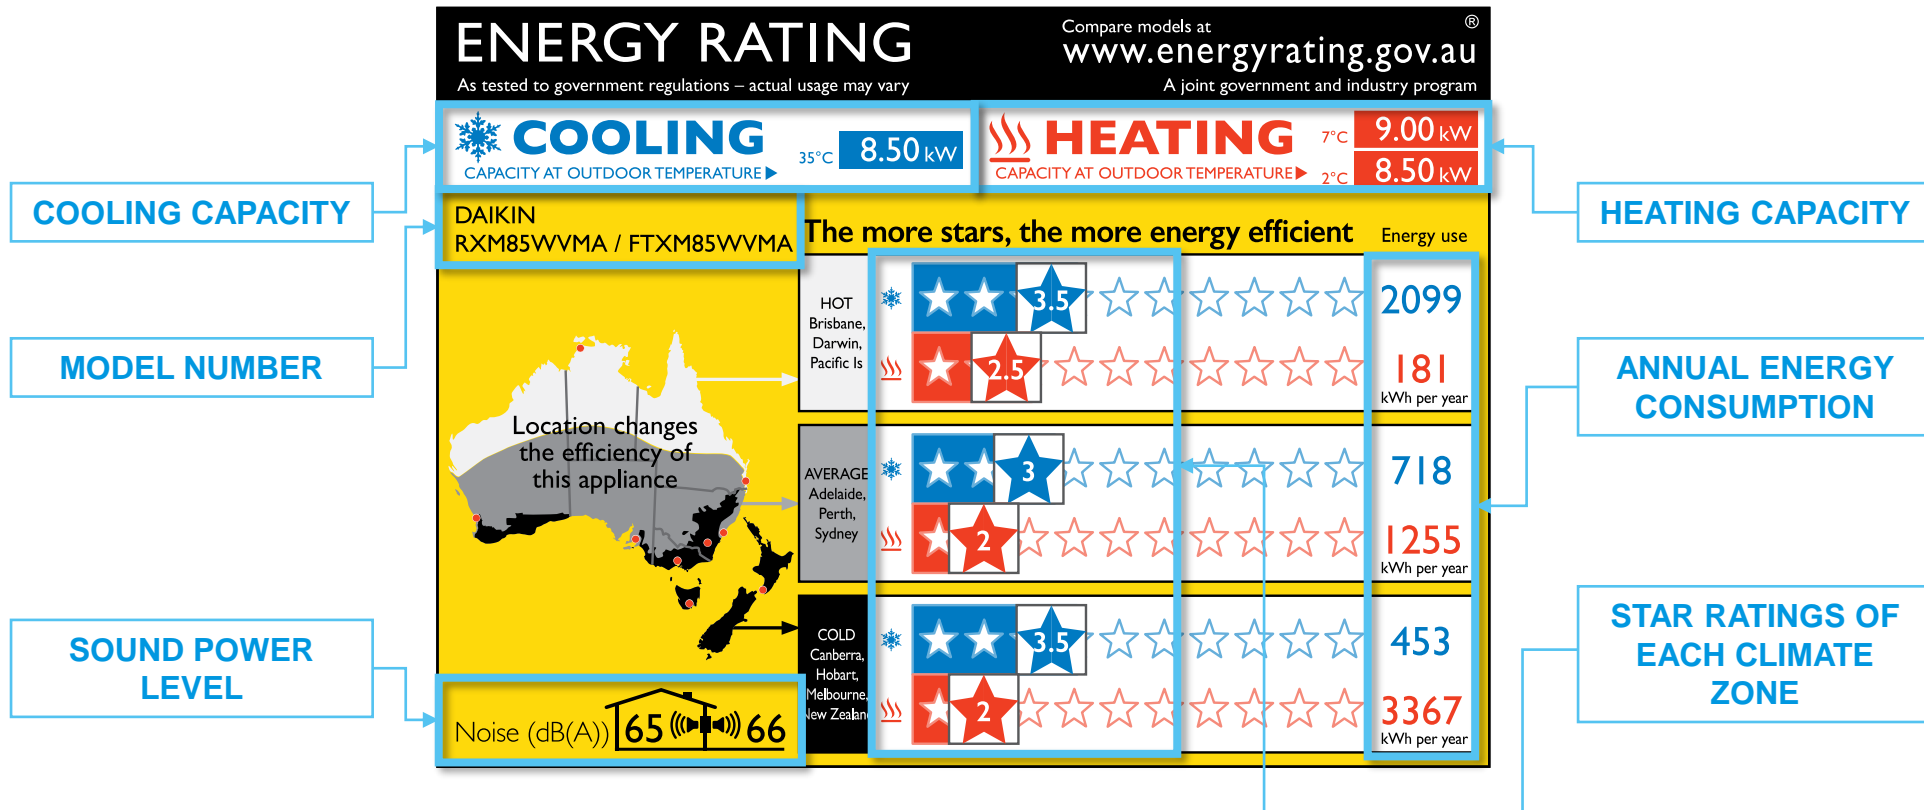 ENERGY RATING
As tested to government regulations – actual usage may vary
Compare models at
®
www.energyrating.gov.au
A joint government and industry program
COOLING
CAPACITY AT OUTDOOR TEMPERATURE
35°C 8.50 kW
HEATING
CAPACITY AT OUTDOOR TEMPERATURE
7°C 9.00 kW
2°C 8.50 kW
COOLING CAPACITY
HEATING CAPACITY
DAIKIN
RXM85WVMA / FTXM85WVMA
The more stars, the more energy efficient
Energy use
MODEL NUMBER
HOT
Brisbane,
Darwin,
Pacific Is
3.5
2099
2.5
181
kWh per year
ANNUAL ENERGY
CONSUMPTION
Location changes
the efficiency of
this appliance
AVERAGE
Adelaide,
Perth,
Sydney
3
718
2
1255
kWh per year
SOUND POWER
LEVEL
STAR RATINGS OF
EACH CLIMATE
ZONE
COLD
Canberra,
Hobart,
Melbourne,
New Zealand
3.5
453
2
3367
kWh per year
Noise (dB(A)) 65 66